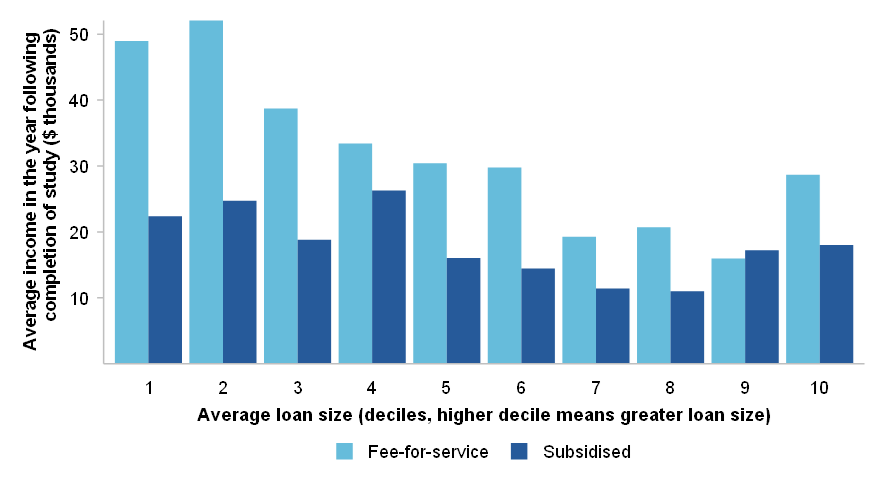 Average income in the year following
completion of study ($ thousands)
50
40
30
20
10
1 2 3 4 5 6 7 8 9 10
Average loan size (deciles, higher decile means greater loan size)
Fee-for-service Subsidised